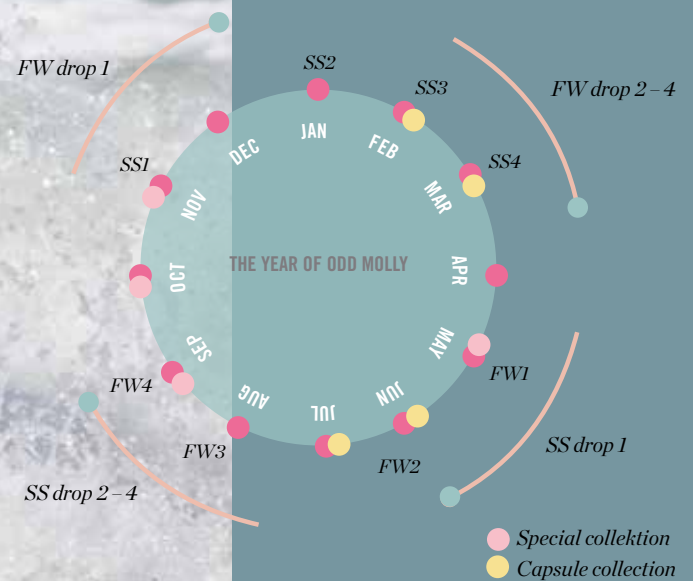 SS2
FW drop 1
SS3
FW drop 2 – 4
JAN
DEC
FEB
SS1
SS4
NOV
MAR
THE YEAR OF ODD MOLLY
OCT
APR
SEP
MAY
FW4
FW1
AUG
JUN
JUL
FW3
FW2
SS drop 1
SS drop 2 – 4
Special collektion
Capsule collection